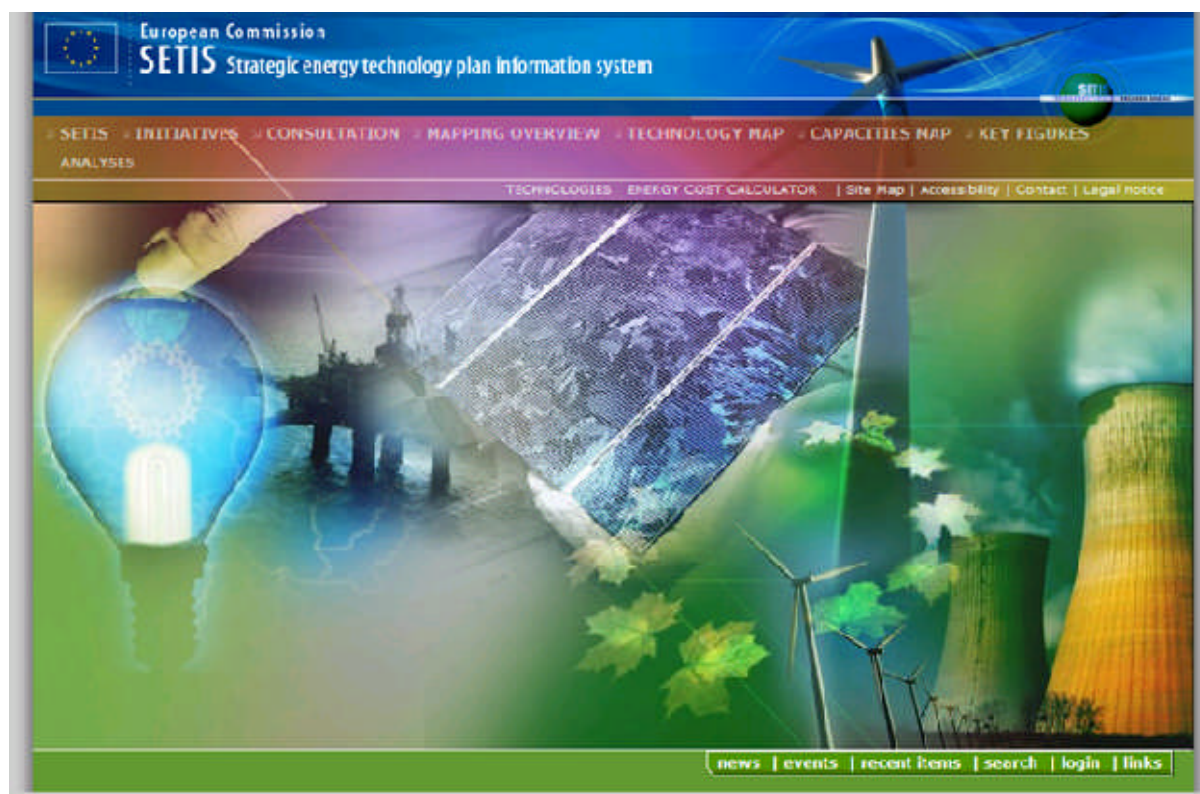 European Commission
SETIS Strategic energy technology plan information system
SETIS INITIATIVES CONSULTATION MAPPING OVERVIEW TECHNOLOGY MAP CAPACITIES MAP KEY FIGURES
ANALYSES
TECHNOLOGIES ENERGY COST CALCULATOR | Site Map | Accessibility | Contact | Legal notice
news | events | recent items | search | login | links